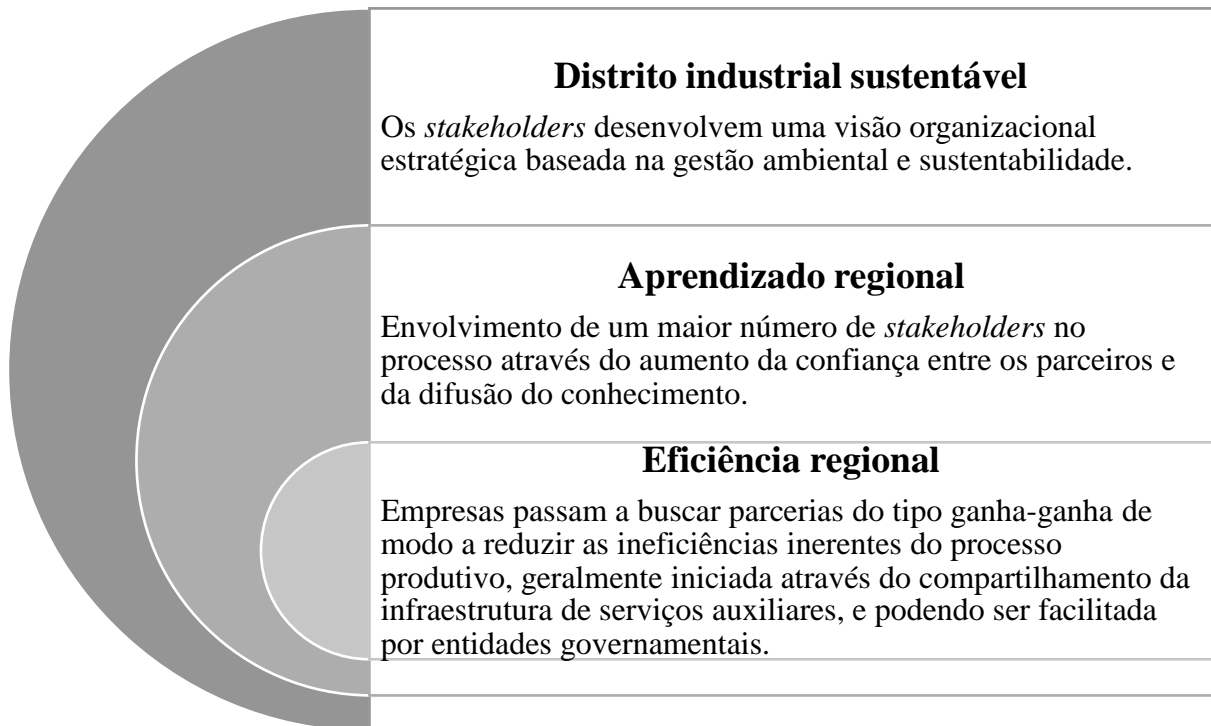 Distrito industrial sustentável
Os stakeholders desenvolvem uma visão organizacional
estratégica baseada na gestão ambiental e sustentabilidade.
Aprendizado regional
Envolvimento de um maior número de stakeholders no
processo através do aumento da confiança entre os parceiros e
da difusão do conhecimento.
Eficiência regional
Empresas passam a buscar parcerias do tipo ganha-ganha de
modo a reduzir as ineficiências inerentes do processo
produtivo, geralmente iniciada através do compartilhamento da
infraestrutura de serviços auxiliares, e podendo ser facilitada
por entidades governamentais.